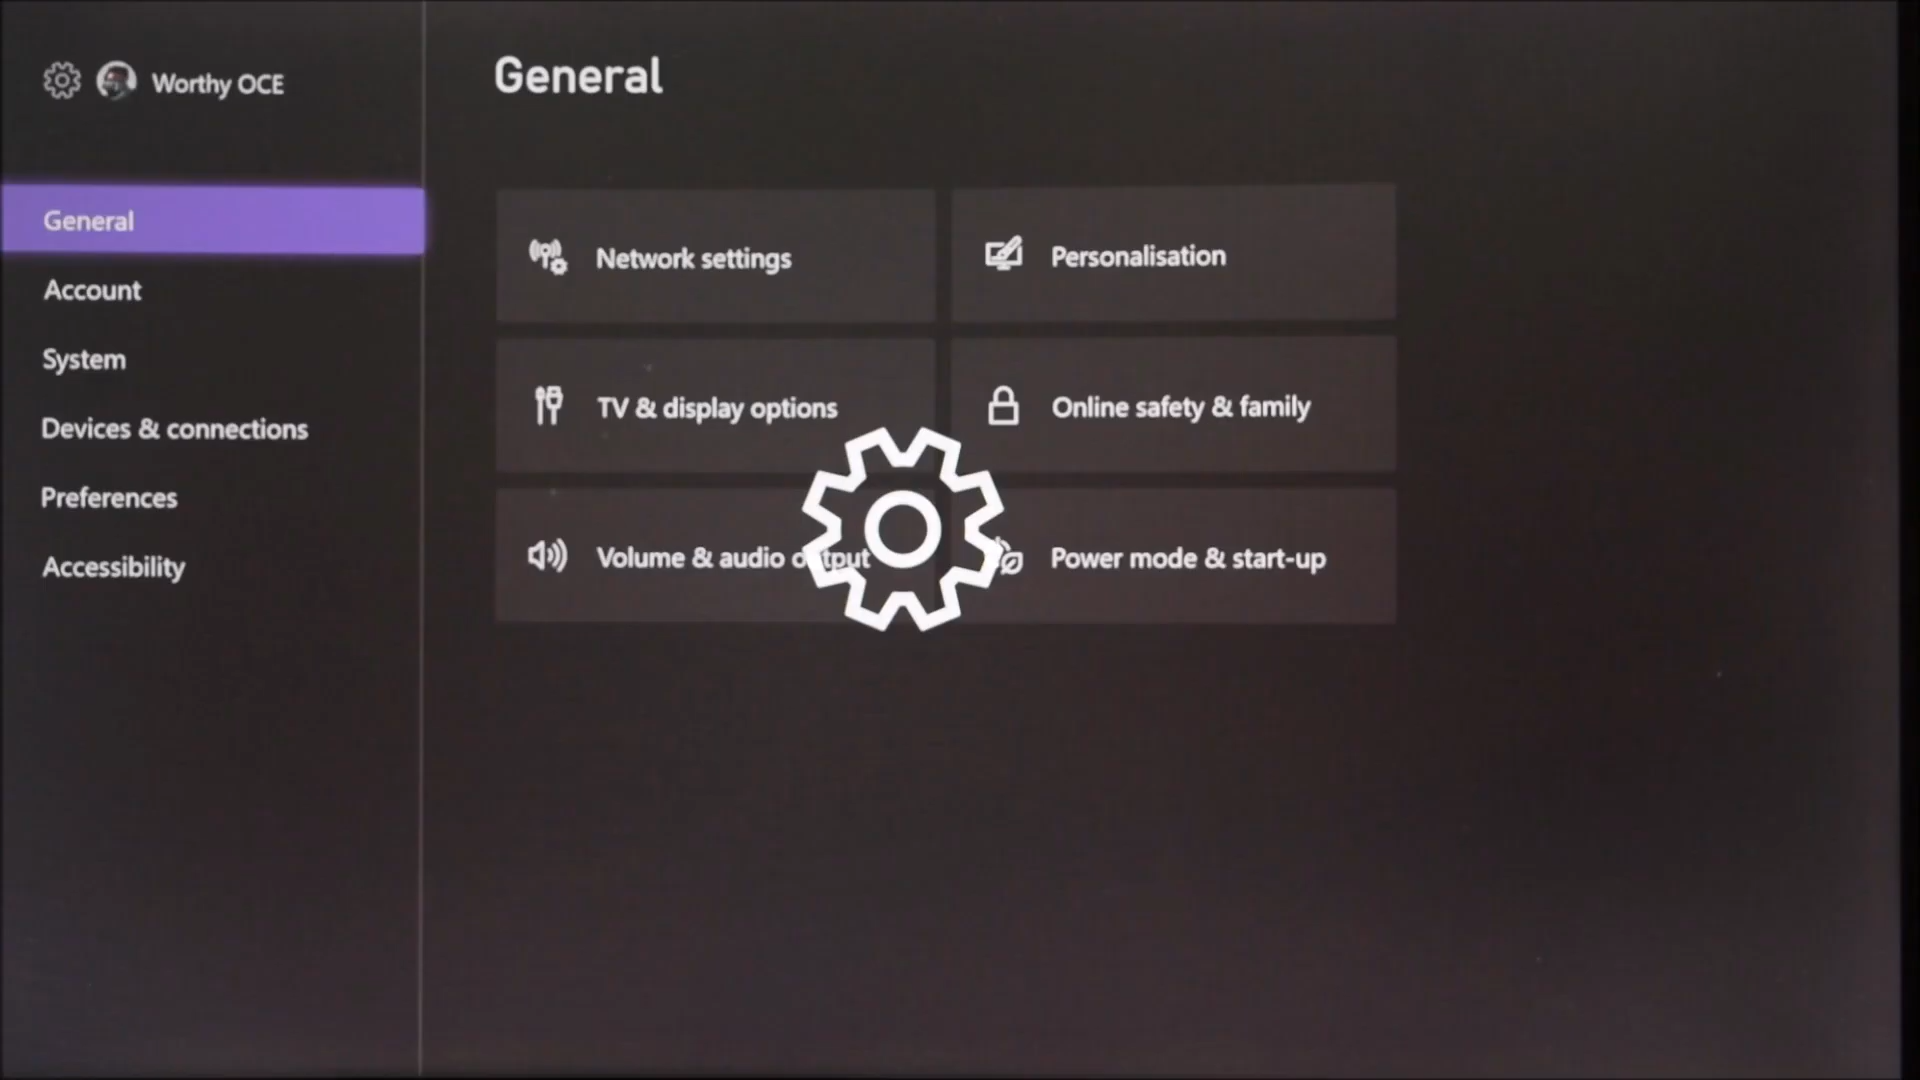 Worthy OCE
General
Account
System
Devices & connections
Preferences
Accessibility
General
Network settings
Personalisation
TV & display options
Online safety & family
Volume & audio output
Power mode & start-up